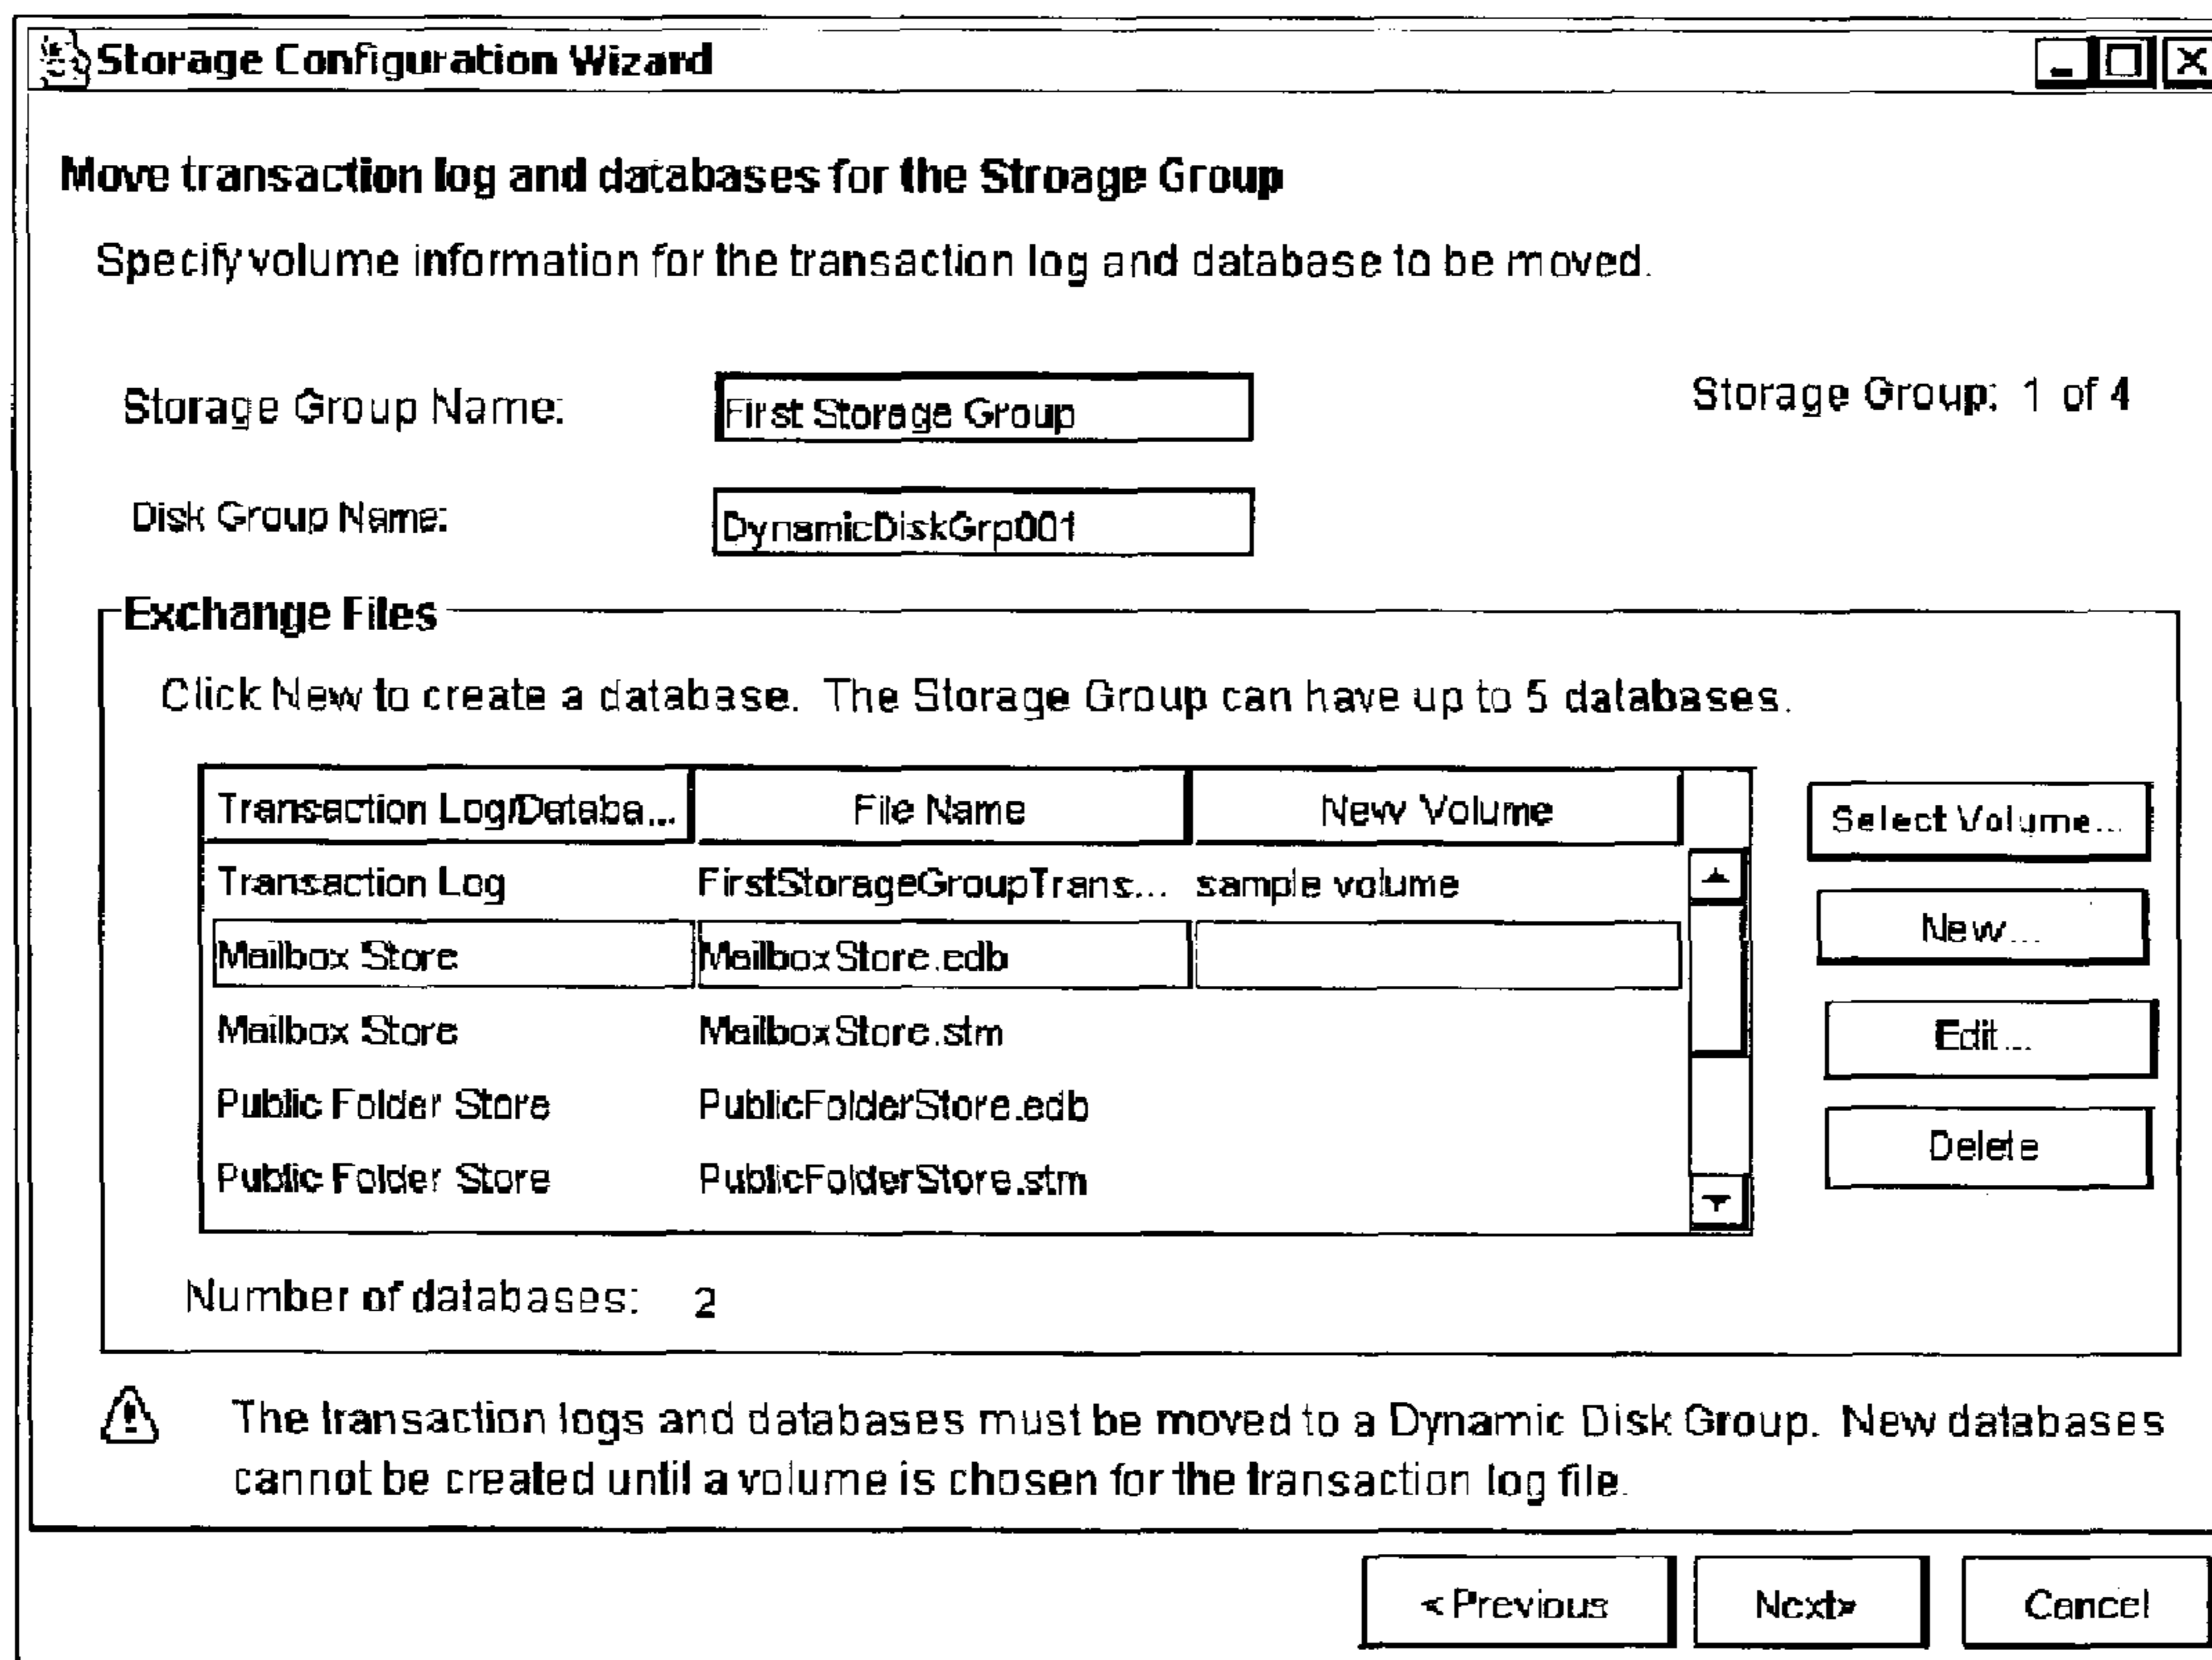 Storage Configuration Wizard
Move transaction log and databases for the Stroage Group
Specify volume information for the transaction log and database to be moved.
Storage Group Name: First Storage Group Storage Group: 1 of 4
Disk Group Name: DynamicDiskGrp001
Exchange Files
Click New to create a database. The Storage Group can have up to 5 databases.
Transaction Log/Databa... File Name New Volume Select Volume...
Transaction Log FirstStorageGroupTrans... sample volume
New...
Mailbox Store MailboxStore.edb
Mailbox Store MailboxStore.stm Edit...
Public Folder Store PublicFolderStore.edb
Delete
Public Folder Store PublicFolderStore.stm
Number of databases: 2
The transaction logs and databases must be moved to a Dynamic Disk Group. New databases
cannot be created until a volume is chosen for the transaction log file.
< Previous Next> Cancel